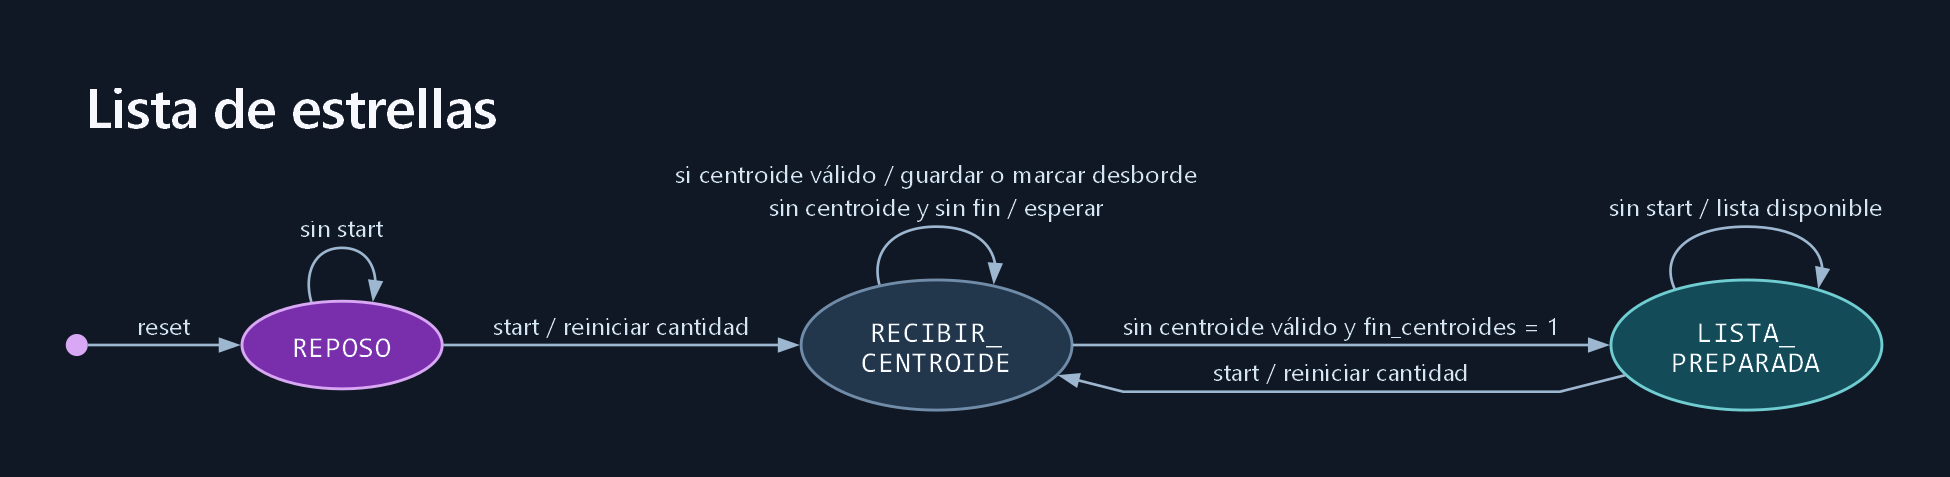 Lista de estrellas
si centroide válido / guardar o marcar desborde
sin centroide y sin fin / esperar
sin start / lista disponible
sin start
reset
start / reiniciar cantidad
sin centroide válido y fin_centroides = 1
REPOSO
RECIBIR_
CENTROIDE
LISTA_
PREPARADA
start / reiniciar cantidad